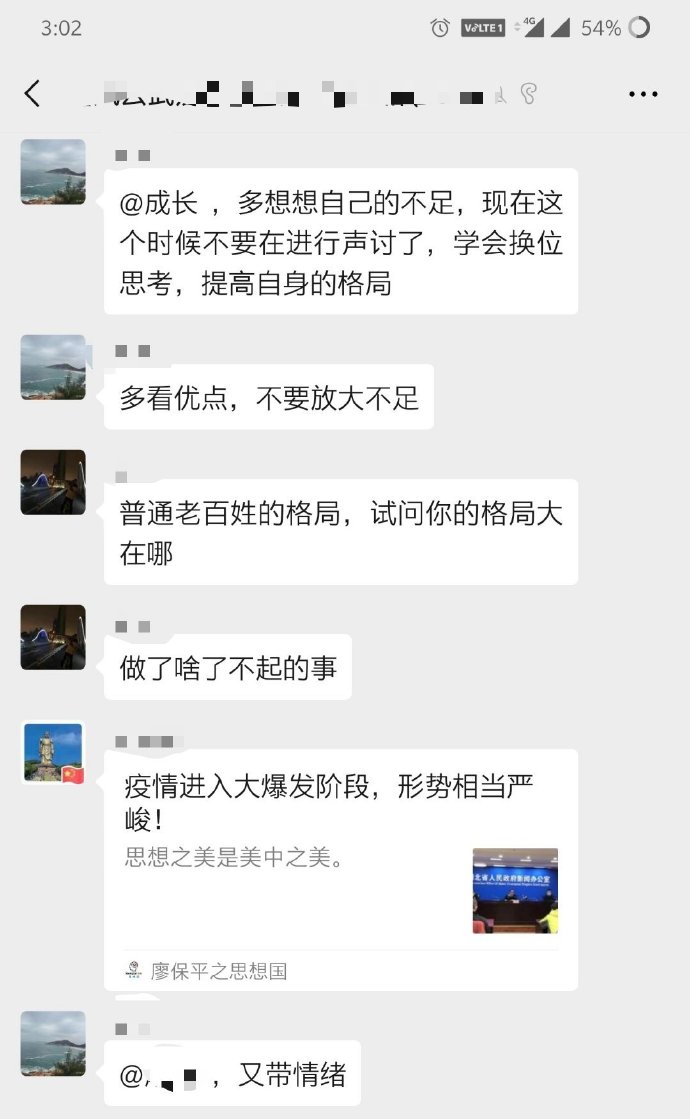 3:02
VoLTE1
4G
54%
@成长 ，多想想自己的不足，现在这
个时候不要在进行声讨了，学会换位
思考，提高自身的格局
多看优点，不要放大不足
普通老百姓的格局，试问你的格局大
在哪
做了啥了不起的事
疫情进入大爆发阶段，形势相当严
峻！
思想之美是美中之美。
北省人民政府新闻办公室
廖保平之思想国
@
，又带情绪